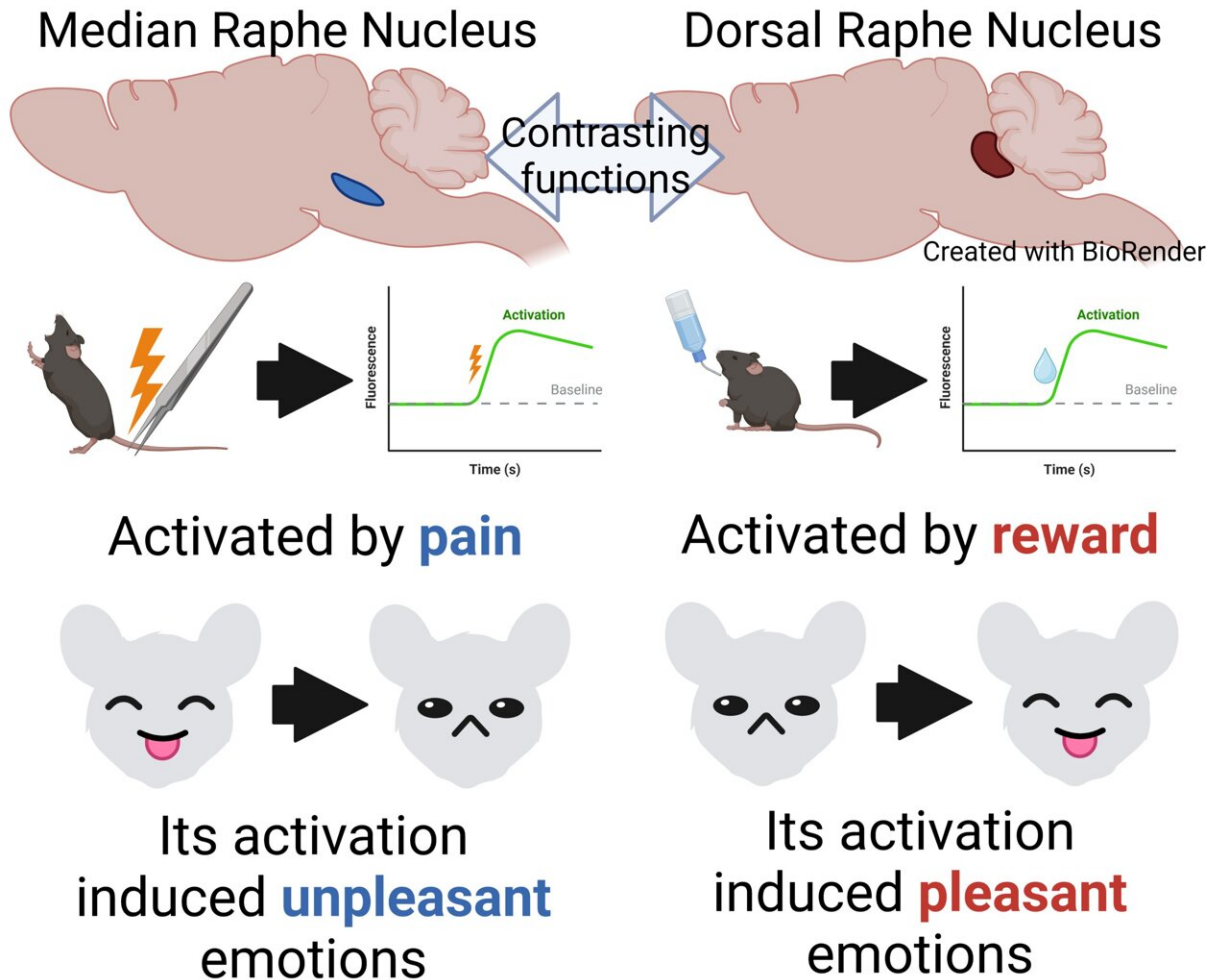 Median Raphe Nucleus
Dorsal Raphe Nucleus
Contrasting
functions
Created with BioRender
Fluorescence
Activation
Baseline
Time (s)
Fluorescence
Activation
Baseline
Time (s)
Activated by pain
Activated by reward
Its activation
induced unpleasant
emotions
Its activation
induced pleasant
emotions